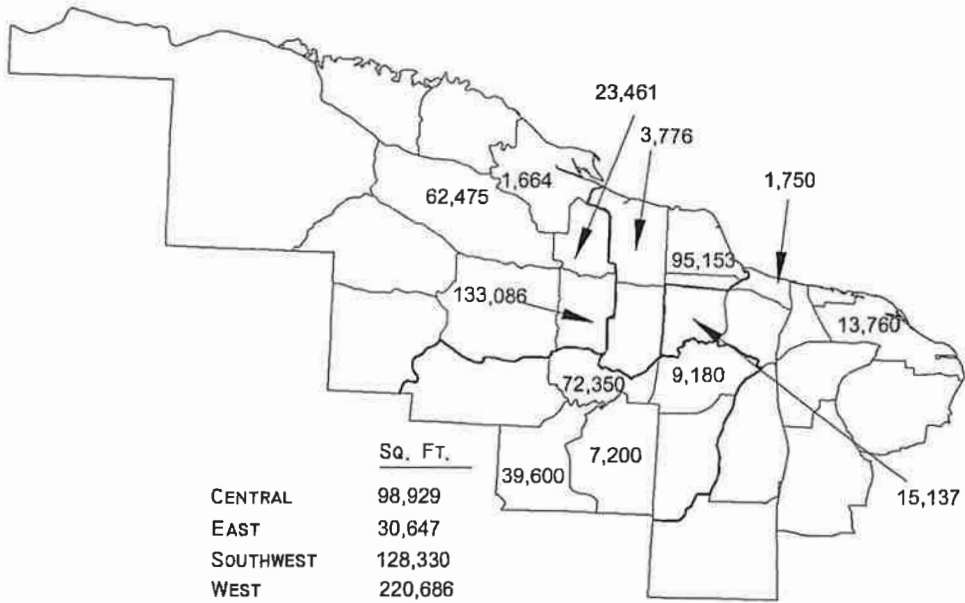 23,461
3,776
1,750
1,664
62,475
95,153
133,086
13,760
72,350
9,180
7,200
39,600
15,137
SQ. FT.
CENTRAL 98,929
EAST 30,647
SOUTHWEST 128,330
WEST 220,686